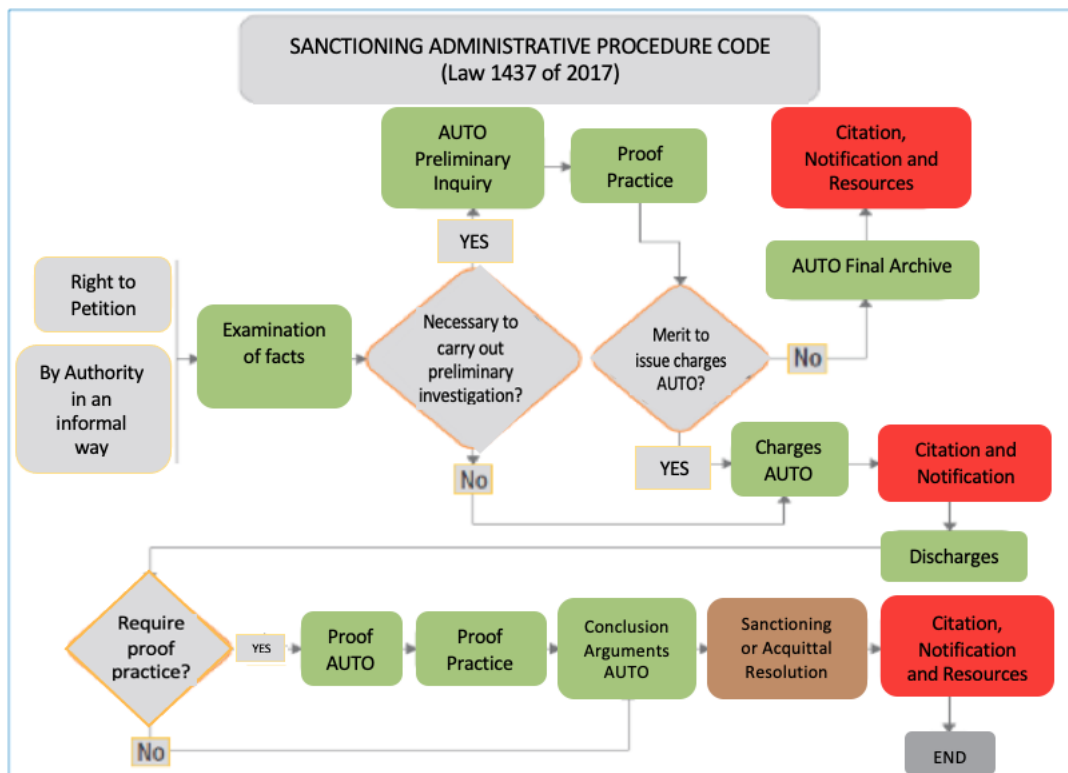 SANCTIONING ADMINISTRATIVE PROCEDURE CODE
(Law 1437 of 2017)
AUTO
Preliminary
Inquiry
Proof
Practice
Citation,
Notification and
Resources
YES
AUTO Final Archive
Right to
Petition
By Authority
in an
informal
way
Examination
of facts
Necessary to
carry out
preliminary
investigation?
Merit to
issue charges
AUTO?
No
No
YES
Charges
AUTO
Citation and
Notification
Discharges
Require
proof
practice?
YES
Proof
AUTO
Proof
Practice
Conclusion
Arguments
AUTO
Sanctioning
or Acquittal
Resolution
Citation,
Notification
and Resources
No
END